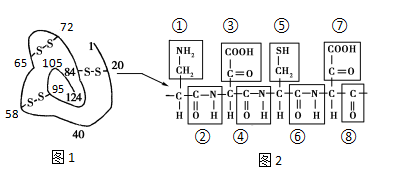 72
1
S-S
65
105
84-S-S
20
S-S
95
124
58
40
图1
① ③ ⑤ ⑦
NH₂ COOH SH COOH
CH₂ C=O CH₂ C=O
C-C-N-C-C-N-C-C-N-C-C
H O H H O H H O H H O
② ④ ⑥ ⑧
图2